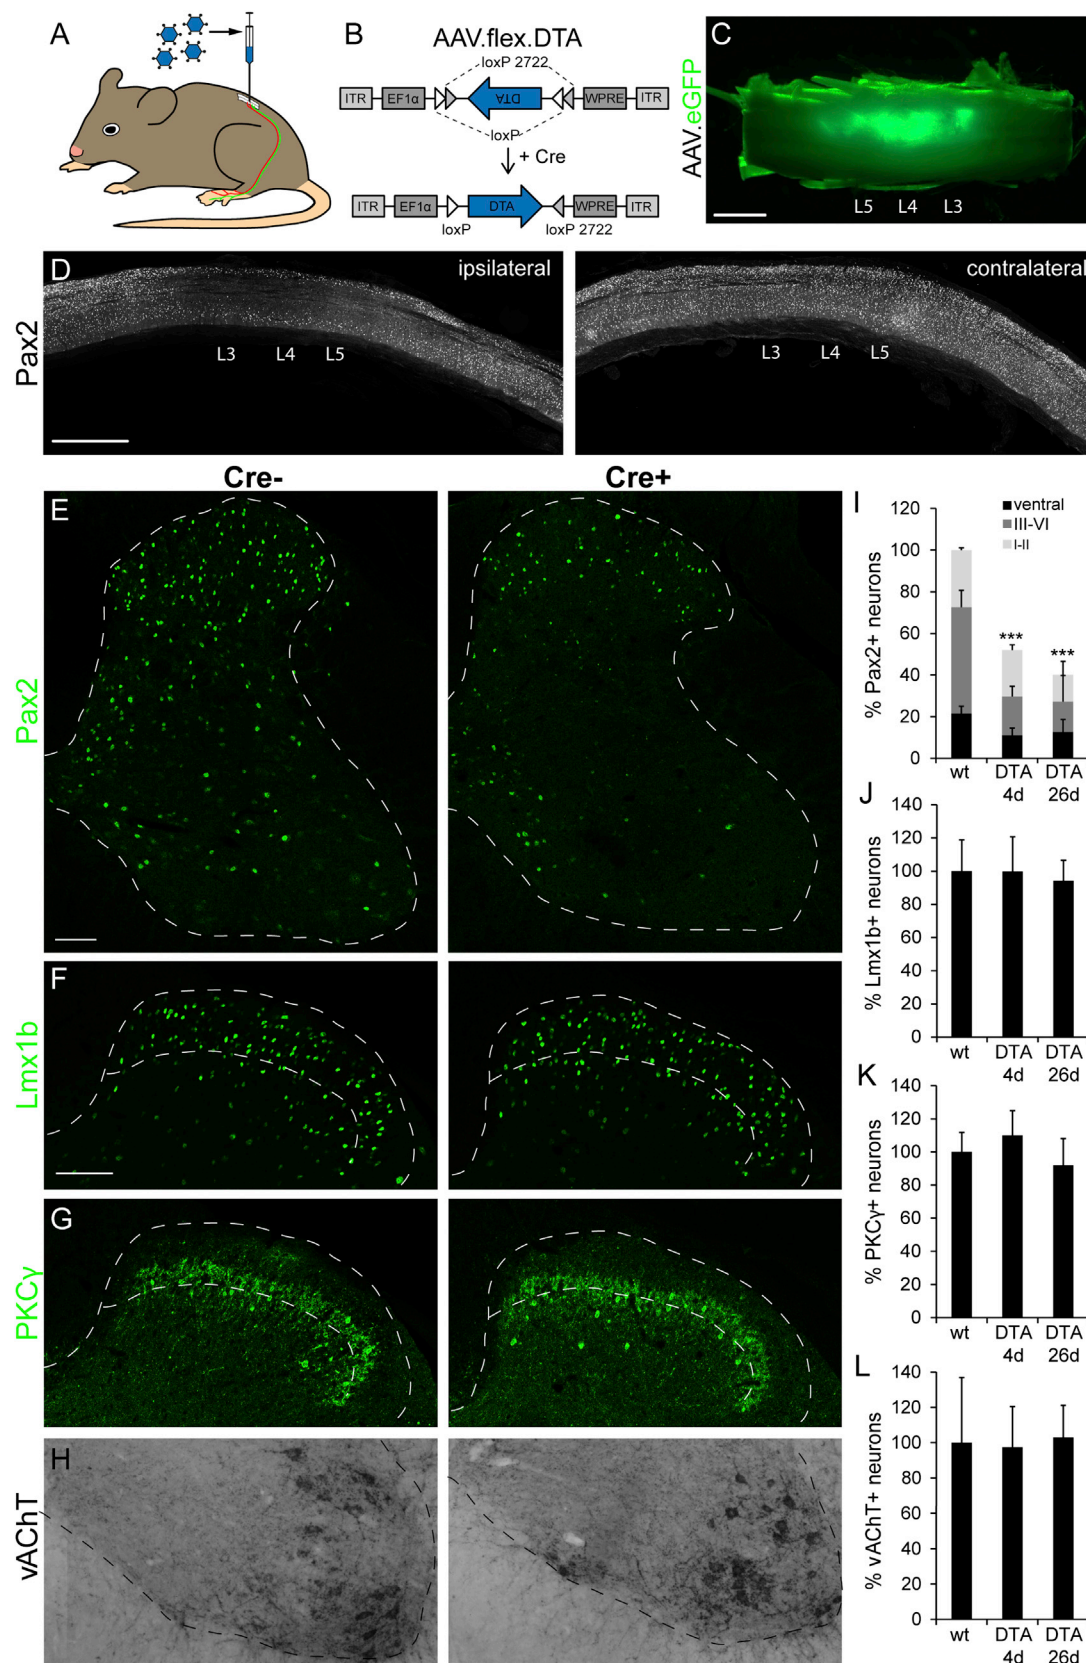 A
B
AAV.flex.DTA
loxP 2722
ITR EF1α DTA WPRE ITR
loxP
+ Cre
ITR EF1α DTA WPRE ITR
loxP loxP 2722
C
AAV.eGFP
L5 L4 L3
D
Pax2
ipsilateral
L3 L4 L5
contralateral
L3 L4 L5
Cre- Cre+
E
Pax2
F
Lmx1b
G
PKCγ
H
vAChT
I
% Pax2+ neurons
120
100
80
60
40
20
0
ventral
III-VI
I-II
***
***
wt DTA DTA
4d 26d
J
% Lmx1b+ neurons
140
120
100
80
60
40
20
0
wt DTA DTA
4d 26d
K
% PKCγ+ neurons
140
120
100
80
60
40
20
0
wt DTA DTA
4d 26d
L
% vAChT+ neurons
140
120
100
80
60
40
20
0
wt DTA DTA
4d 26d